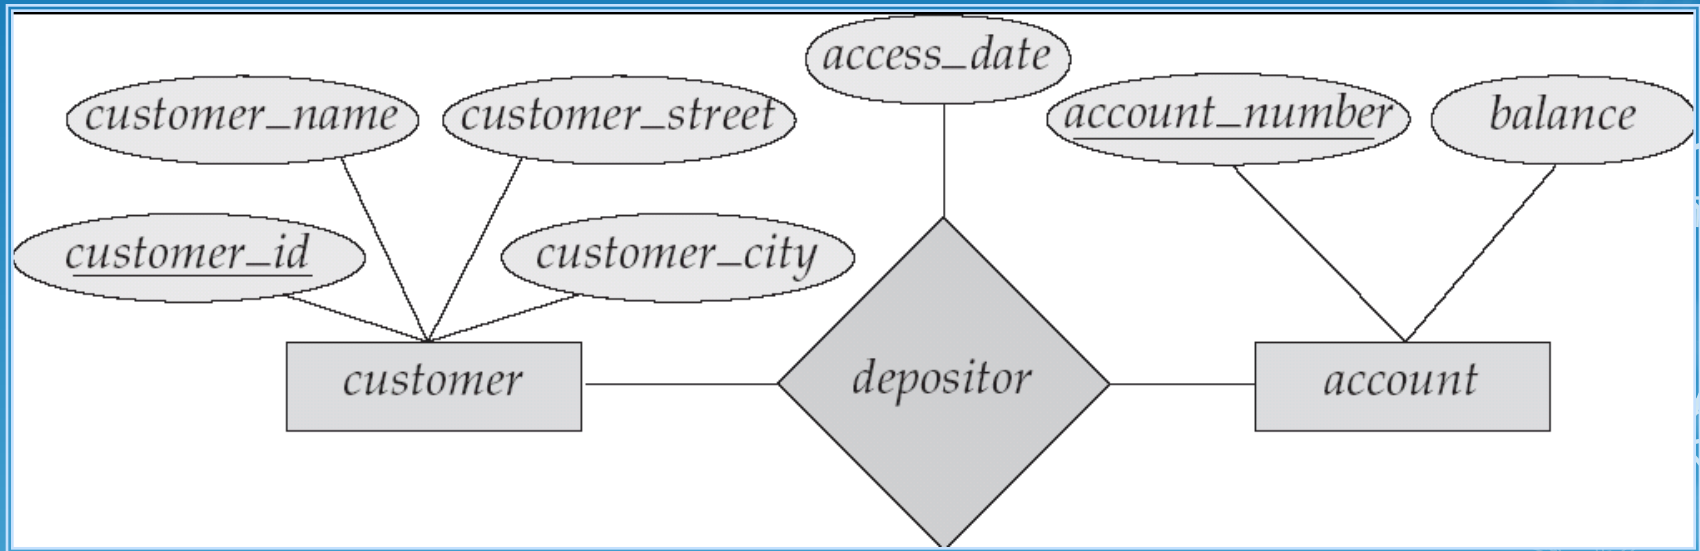 access_date
customer_name
customer_street
account_number
balance
customer_id
customer_city
customer
depositor
account